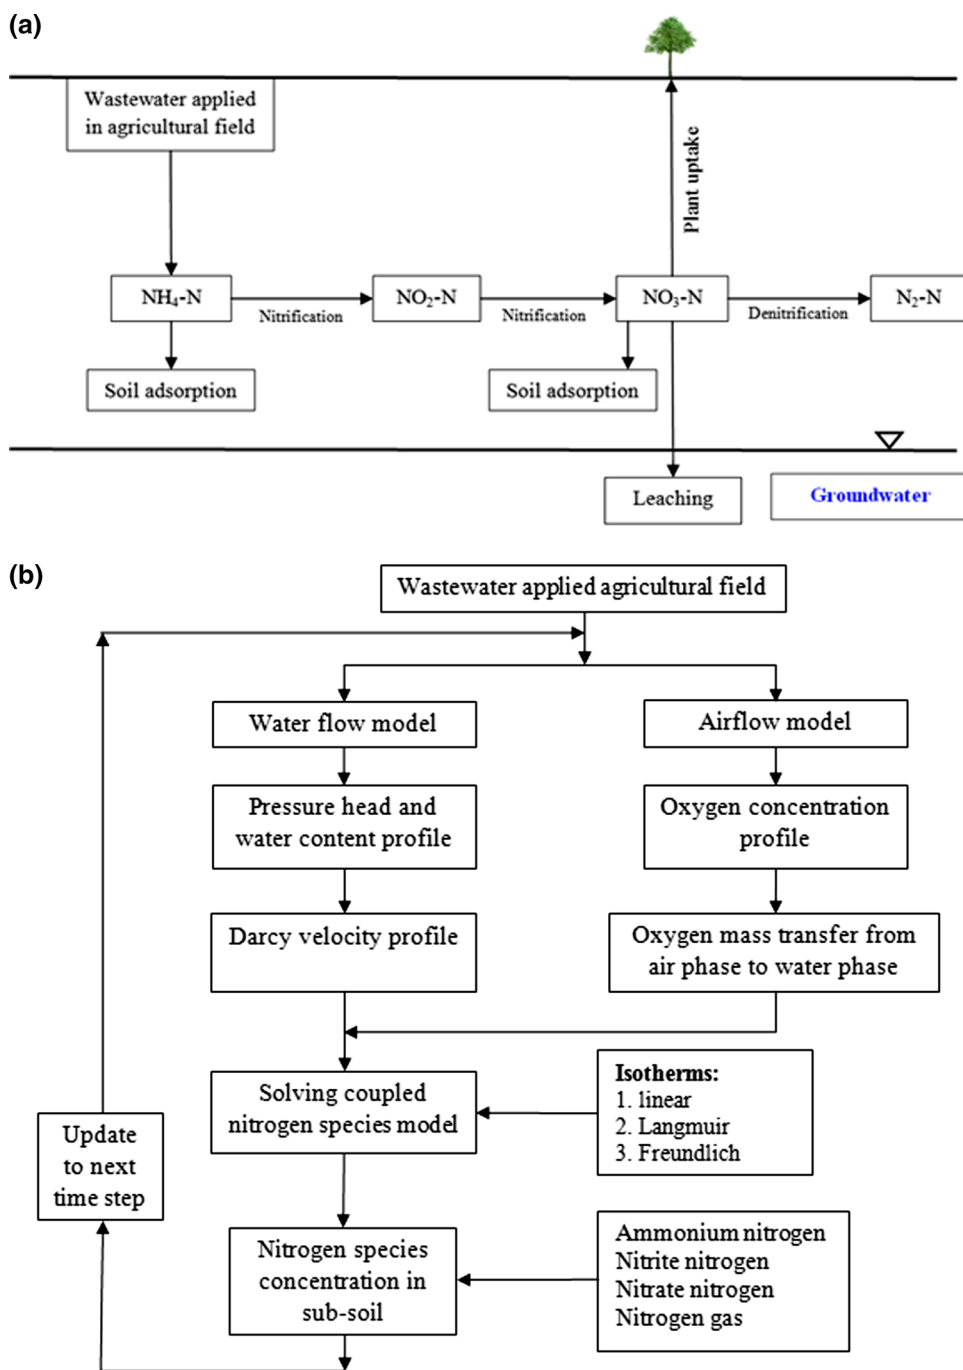 (a)
Wastewater applied
in agricultural field
Plant uptake
NH₄-N
Nitrification
NO₂-N
Nitrification
NO₃-N
Denitrification
N₂-N
Soil adsorption
Soil adsorption
Leaching
Groundwater
(b)
Wastewater applied agricultural field
Water flow model
Airflow model
Pressure head and
water content profile
Oxygen concentration
profile
Darcy velocity profile
Oxygen mass transfer from
air phase to water phase
Solving coupled
nitrogen species model
Isotherms:
1. linear
2. Langmuir
3. Freundlich
Update
to next
time step
Nitrogen species
concentration in
sub-soil
Ammonium nitrogen
Nitrite nitrogen
Nitrate nitrogen
Nitrogen gas